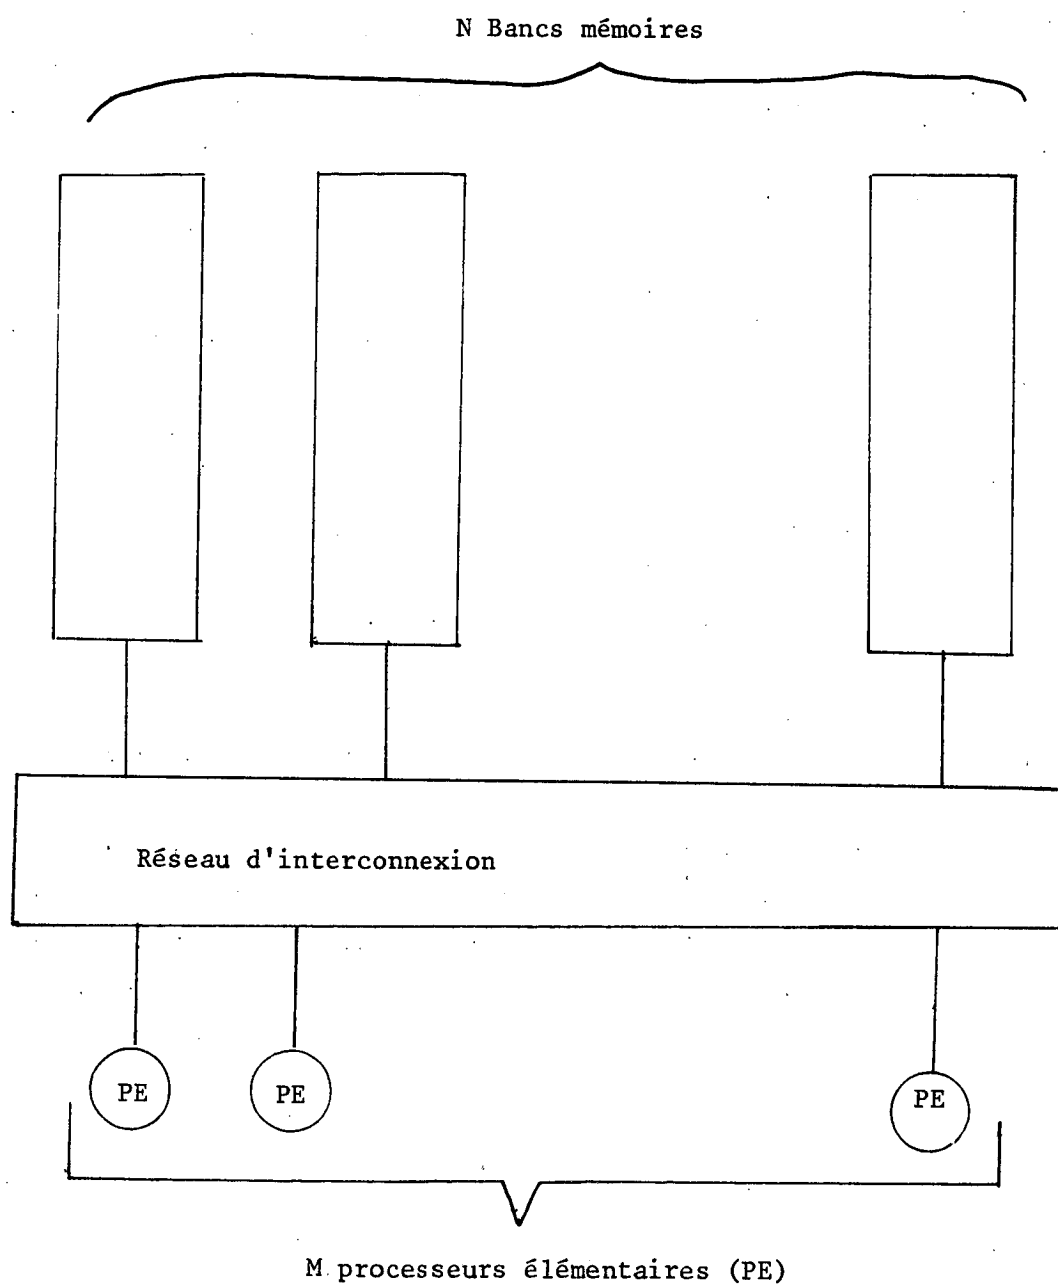 N Bancs mémoires
Réseau d'interconnexion
PE
PE
PE
M processeurs élémentaires (PE)